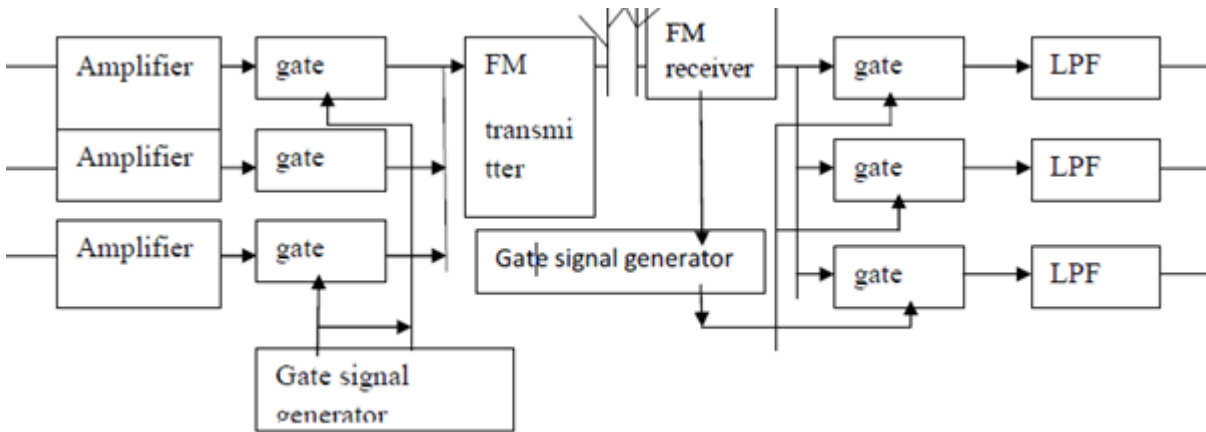 Amplifier
gate
FM
transmi
tter
FM
receiver
gate
LPF
Amplifier
gate
gate
LPF
Amplifier
gate
Gate signal generator
gate
LPF
Gate signal
generator